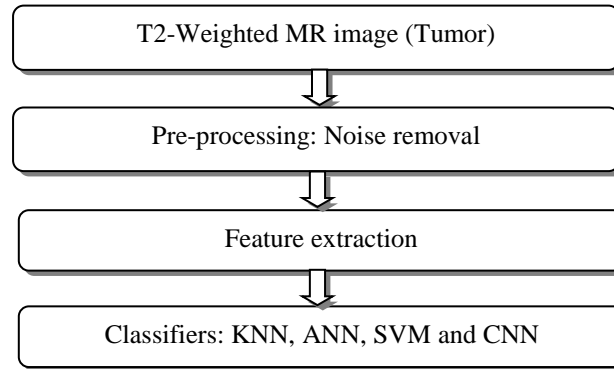 T2-Weighted MR image (Tumor)
Pre-processing: Noise removal
Feature extraction
Classifiers: KNN, ANN, SVM and CNN